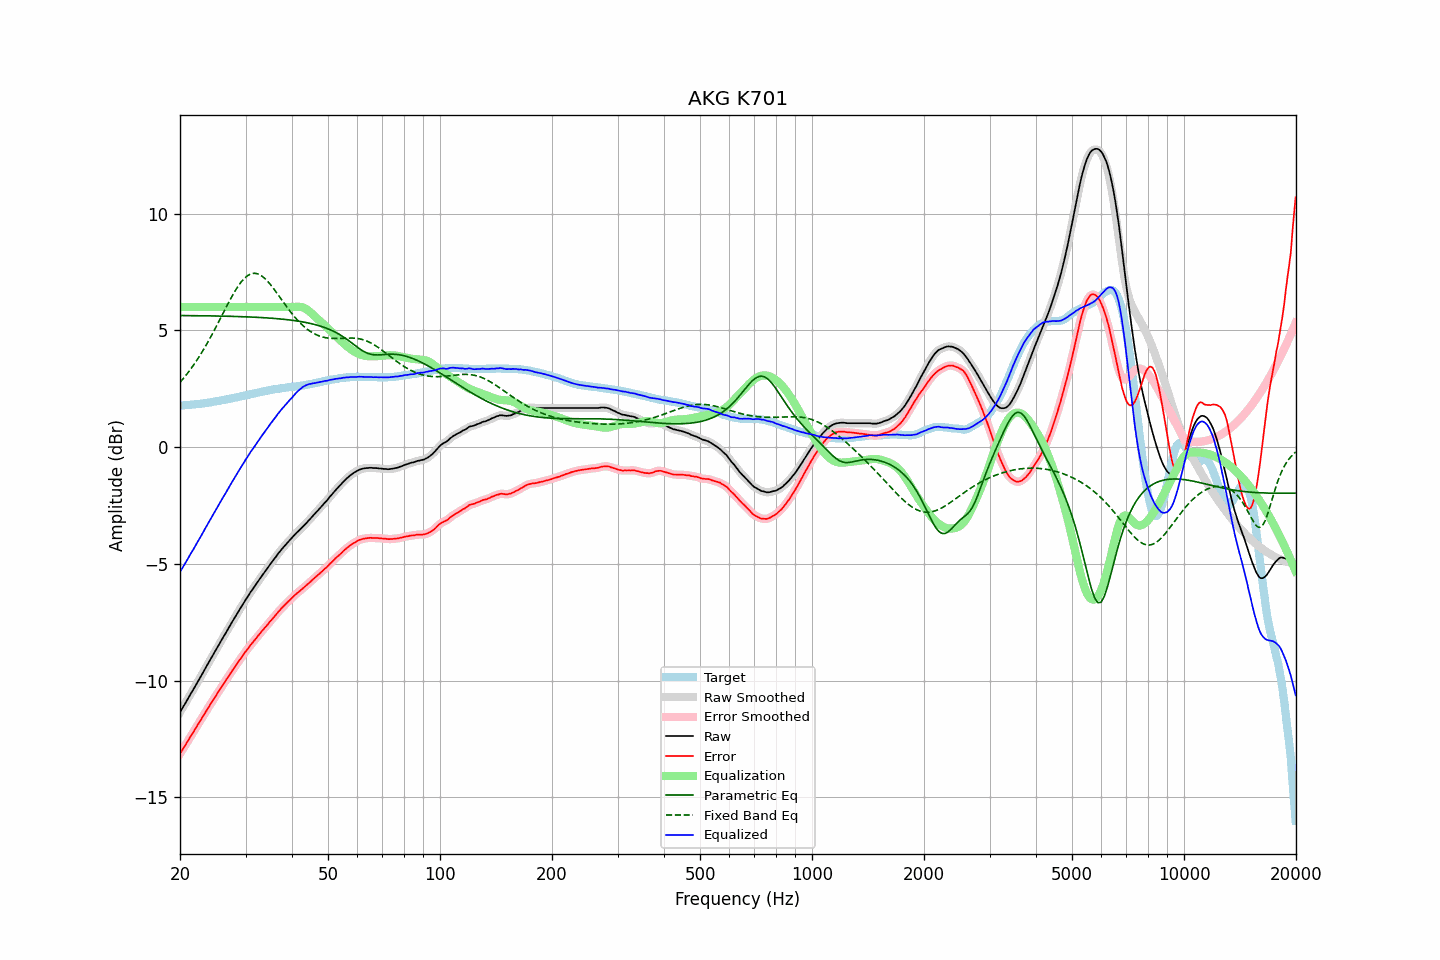 AKG K701
Amplitude (dBr)
10
5
0
−5
−10
−15
20
50
100
200
500
1000
2000
5000
10000
20000
Frequency (Hz)
Target
Raw Smoothed
Error Smoothed
Raw
Error
Equalization
Parametric Eq
Fixed Band Eq
Equalized